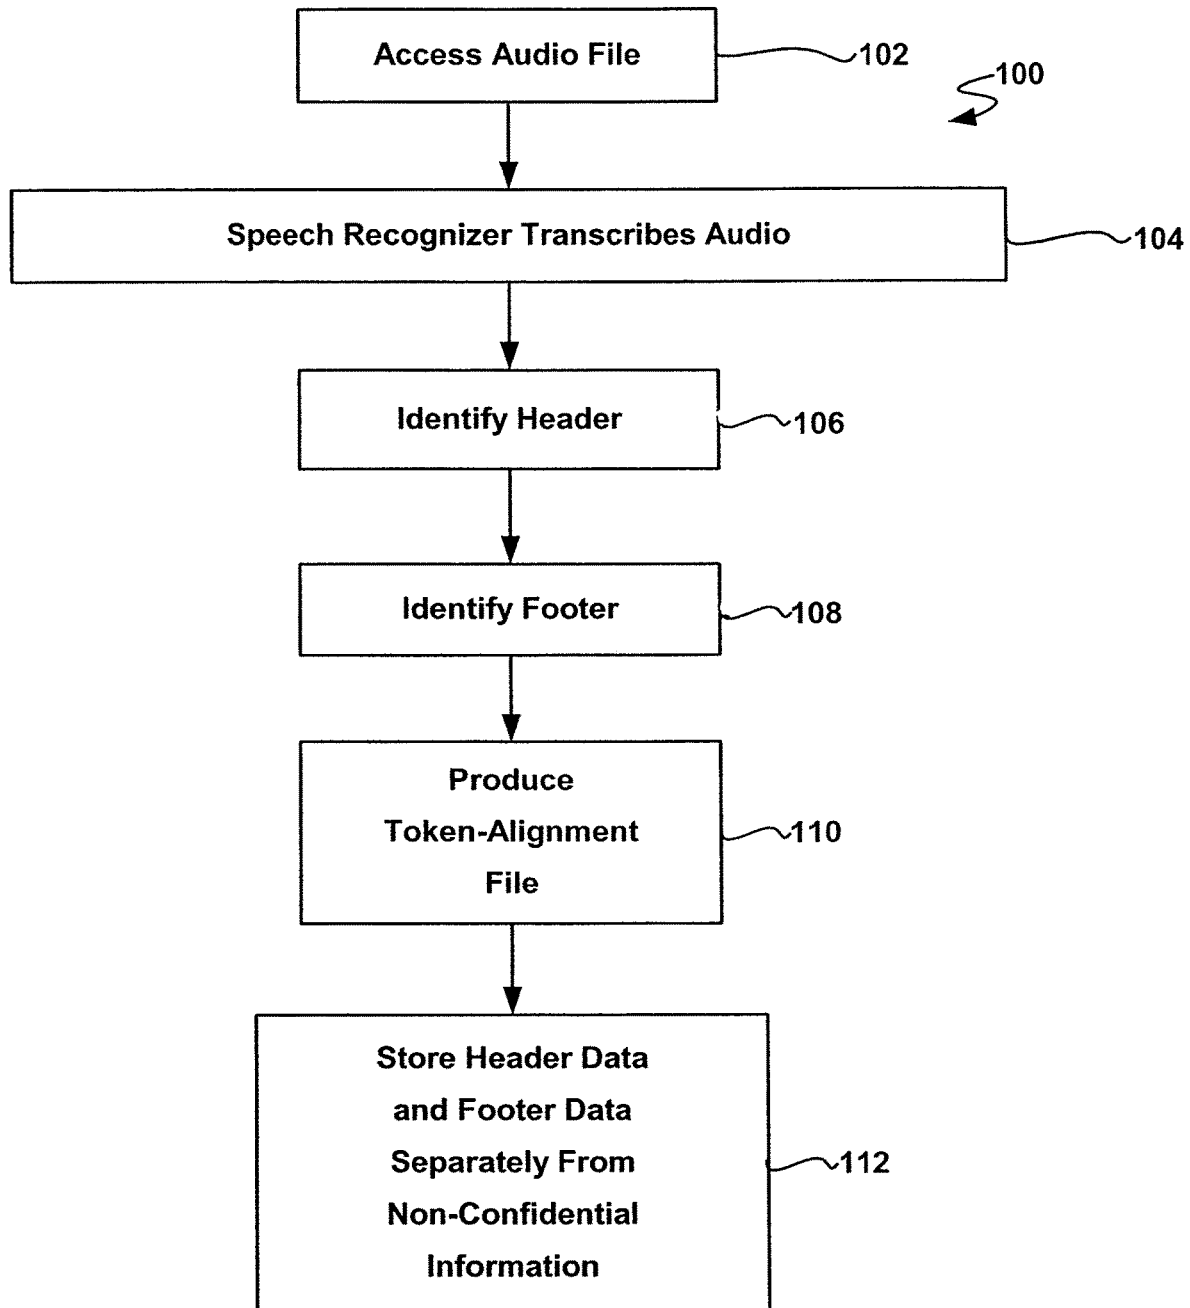 Access Audio File
102
100
Speech Recognizer Transcribes Audio
104
Identify Header
106
Identify Footer
108
Produce
Token-Alignment
File
110
Store Header Data
and Footer Data
Separately From
Non-Confidential
Information
112